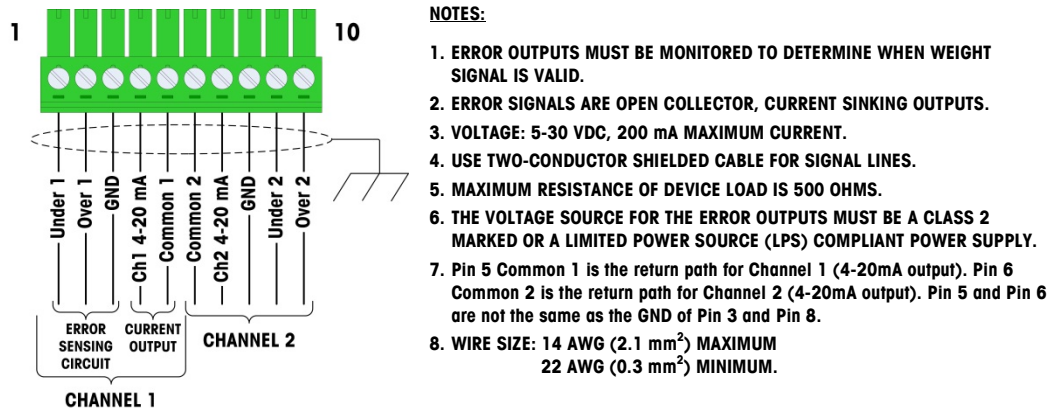 1
10
Under 1
Over 1
GND
Ch1 4-20 mA
Common 1
Common 2
Ch2 4-20 mA
GND
Under 2
Over 2
ERROR
SENSING
CIRCUIT
CURRENT
OUTPUT
CHANNEL 2
CHANNEL 1
NOTES:
1. ERROR OUTPUTS MUST BE MONITORED TO DETERMINE WHEN WEIGHT
SIGNAL IS VALID.
2. ERROR SIGNALS ARE OPEN COLLECTOR, CURRENT SINKING OUTPUTS.
3. VOLTAGE: 5-30 VDC, 200 mA MAXIMUM CURRENT.
4. USE TWO-CONDUCTOR SHIELDED CABLE FOR SIGNAL LINES.
5. MAXIMUM RESISTANCE OF DEVICE LOAD IS 500 OHMS.
6. THE VOLTAGE SOURCE FOR THE ERROR OUTPUTS MUST BE A CLASS 2
MARKED OR A LIMITED POWER SOURCE (LPS) COMPLIANT POWER SUPPLY.
7. Pin 5 Common 1 is the return path for Channel 1 (4-20mA output). Pin 6
Common 2 is the return path for Channel 2 (4-20mA output). Pin 5 and Pin 6
are not the same as the GND of Pin 3 and Pin 8.
8. WIRE SIZE: 14 AWG (2.1 mm²) MAXIMUM
22 AWG (0.3 mm²) MINIMUM.